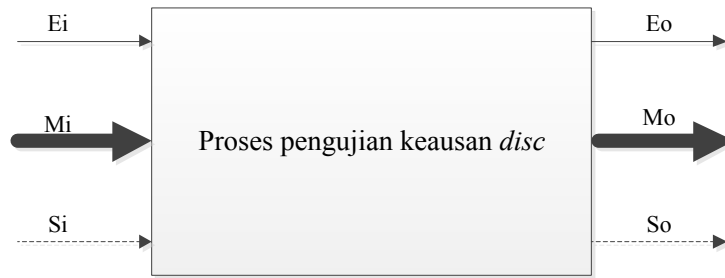 Ei
Eo
Mi
Mo
Proses pengujian keausan disc
Si
So